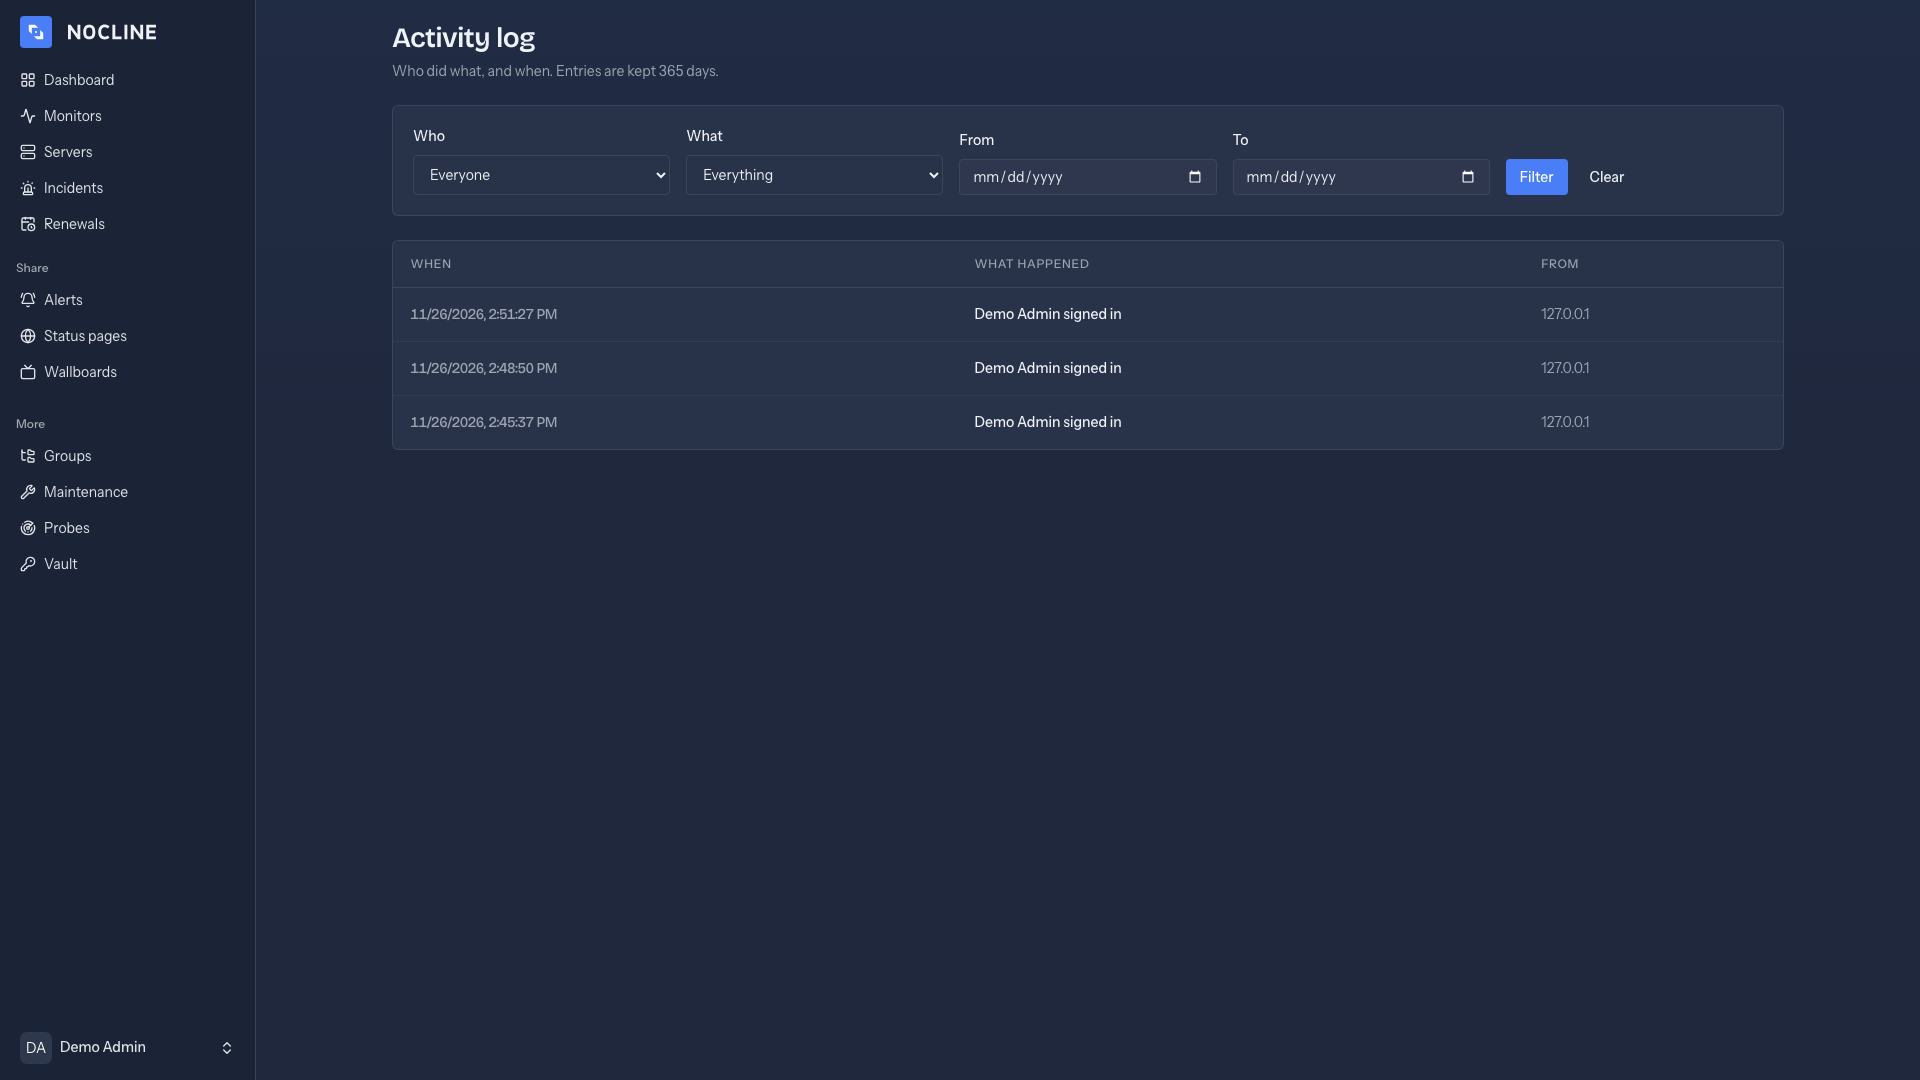 NOCLINE
Dashboard
Monitors
Servers
Incidents
Renewals
Share
Alerts
Status pages
Wallboards
More
Groups
Maintenance
Probes
Vault
DA Demo Admin
Activity log
Who did what, and when. Entries are kept 365 days.
Who What From To
Everyone Everything mm/dd/yyyy mm/dd/yyyy Filter Clear
WHEN WHAT HAPPENED FROM
11/26/2026, 2:51:27 PM Demo Admin signed in 127.0.0.1
11/26/2026, 2:48:50 PM Demo Admin signed in 127.0.0.1
11/26/2026, 2:45:37 PM Demo Admin signed in 127.0.0.1